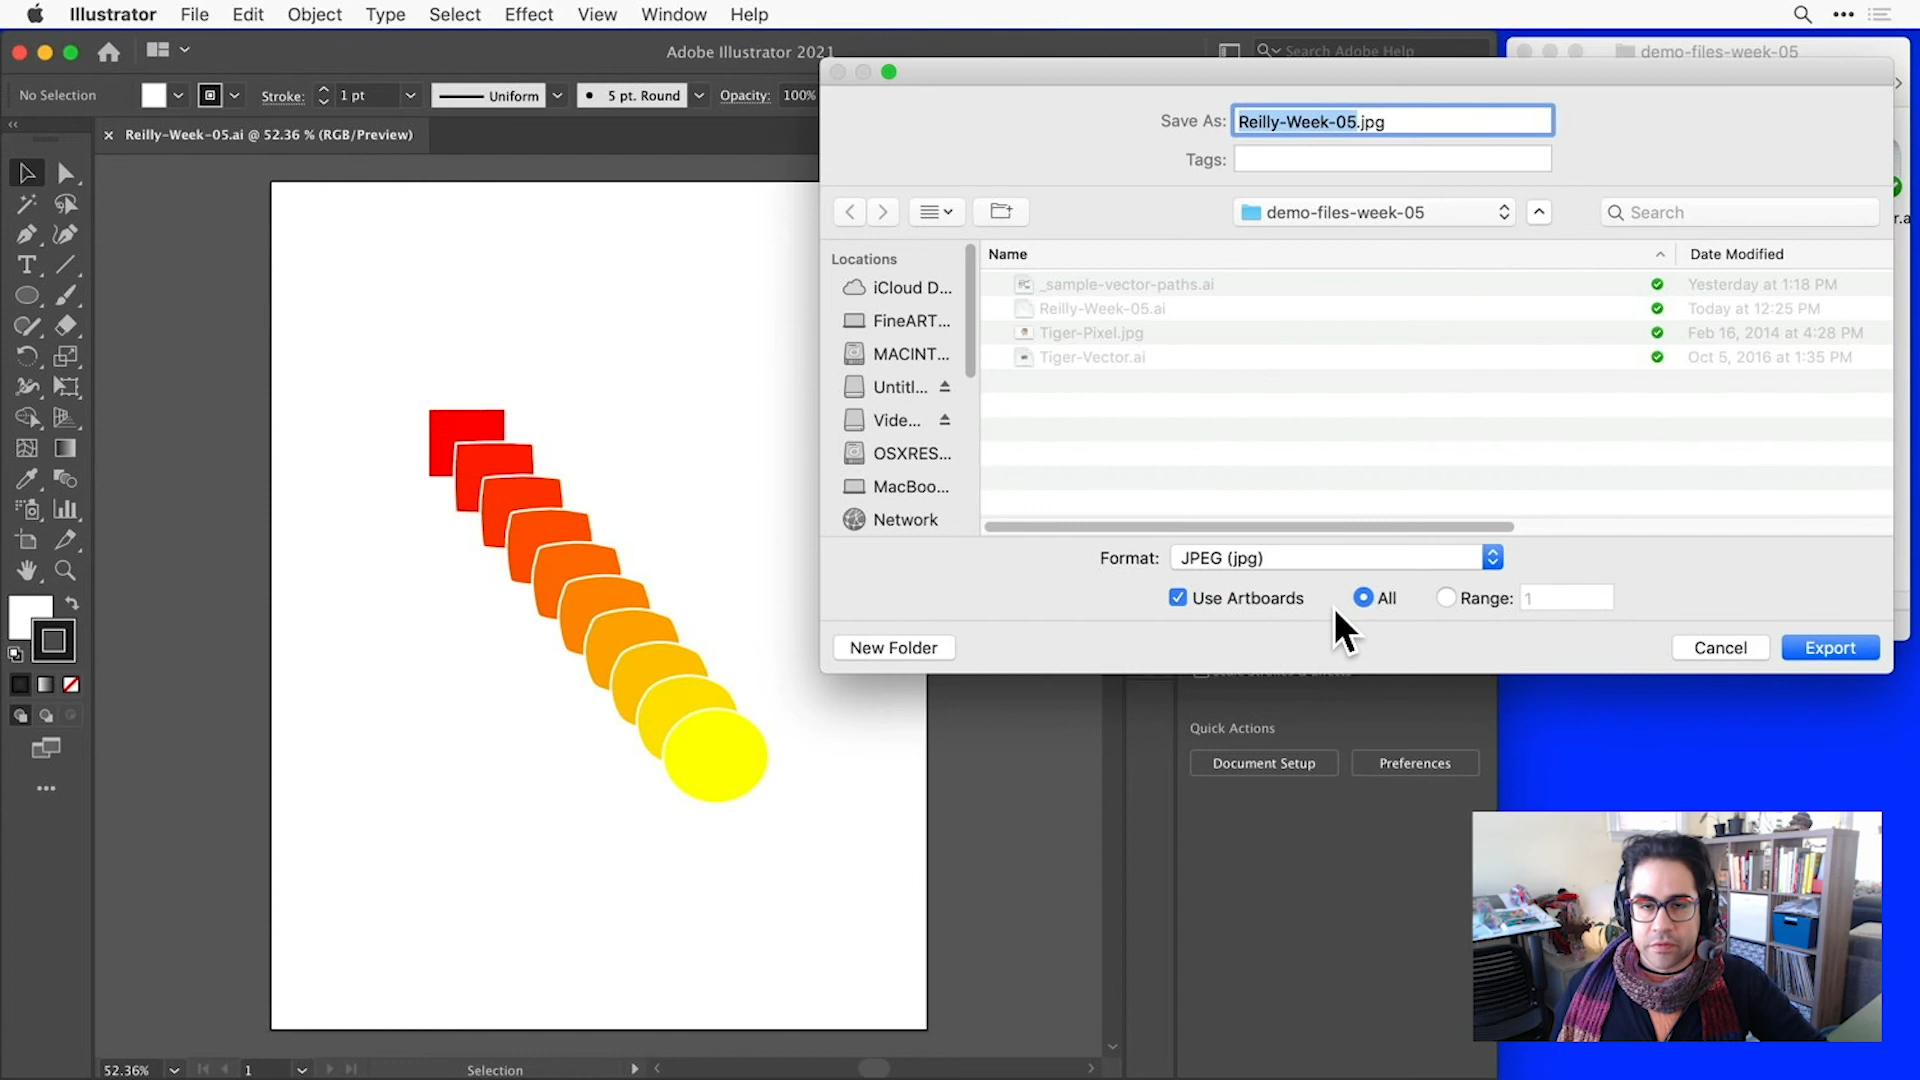 Illustrator File Edit Object Type Select Effect View Window Help
Adobe Illustrator 2021
Search Adobe Help
demo-files-week-05
No Selection
Stroke: 1 pt
Uniform
5 pt. Round
Opacity: 100%
× Reilly-Week-05.ai @ 52.36 % (RGB/Preview)
Save As: Reilly-Week-05.jpg
Tags:
demo-files-week-05
Search
Locations
iCloud D...
FineART...
MACINT...
Untitl...
Vide...
OSXRES...
MacBoo...
Network
Name Date Modified
_sample-vector-paths.ai Yesterday at 1:18 PM
Reilly-Week-05.ai Today at 12:25 PM
Tiger-Pixel.jpg Feb 16, 2014 at 4:28 PM
Tiger-Vector.ai Oct 5, 2016 at 1:35 PM
Format: JPEG (jpg)
Use Artboards All Range: 1
New Folder Cancel Export
Quick Actions
Document Setup Preferences
52.36% 1 Selection